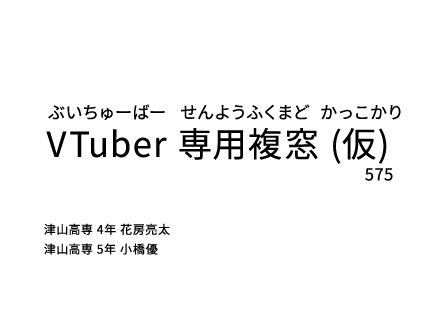 ぶいちゅーばー せんようふくまど かっこかり
VTuber 専用複窓 (仮)
575
津山高専 4年 花房亮太
津山高専 5年 小橋優